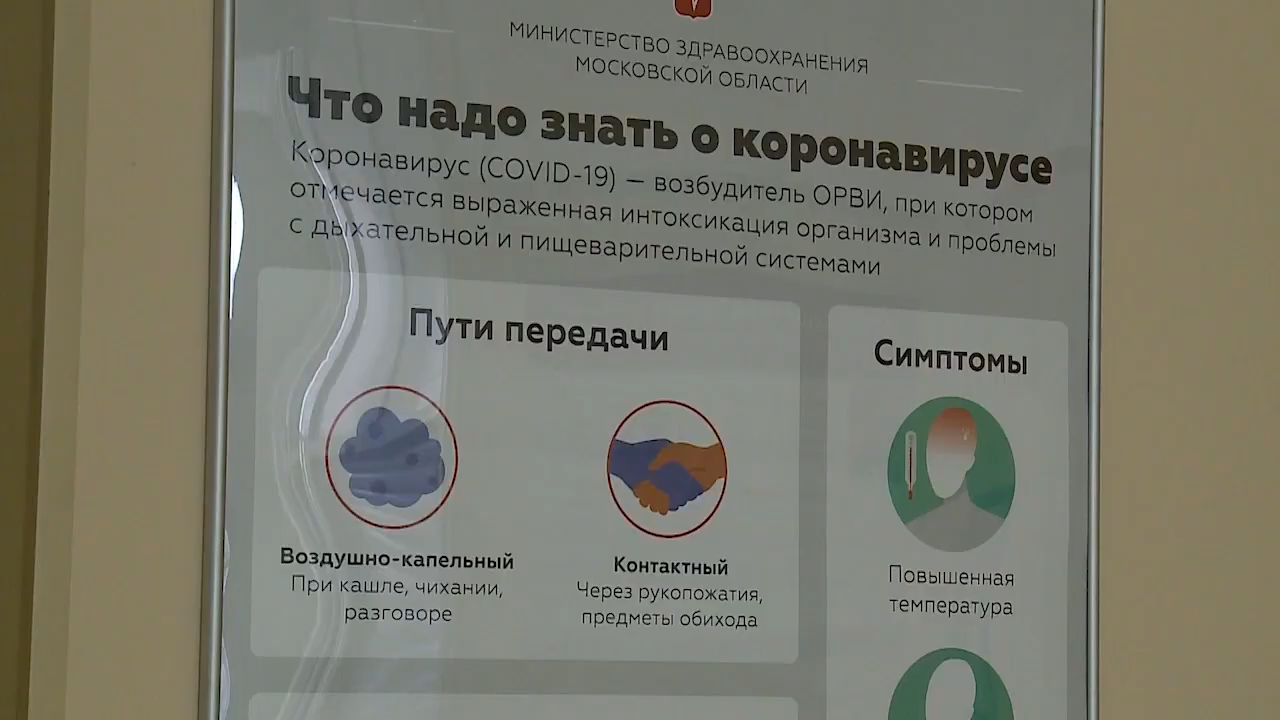 МИНИСТЕРСТВО ЗДРАВООХРАНЕНИЯ
МОСКОВСКОЙ ОБЛАСТИ
Что надо знать о коронавирусе
Коронавирус (COVID-19) — возбудитель ОРВИ, при котором
отмечается выраженная интоксикация организма и проблемы
с дыхательной и пищеварительной системами
Пути передачи
Воздушно-капельный
При кашле, чихании,
разговоре
Контактный
Через рукопожатия,
предметы обихода
Симптомы
Повышенная
температура